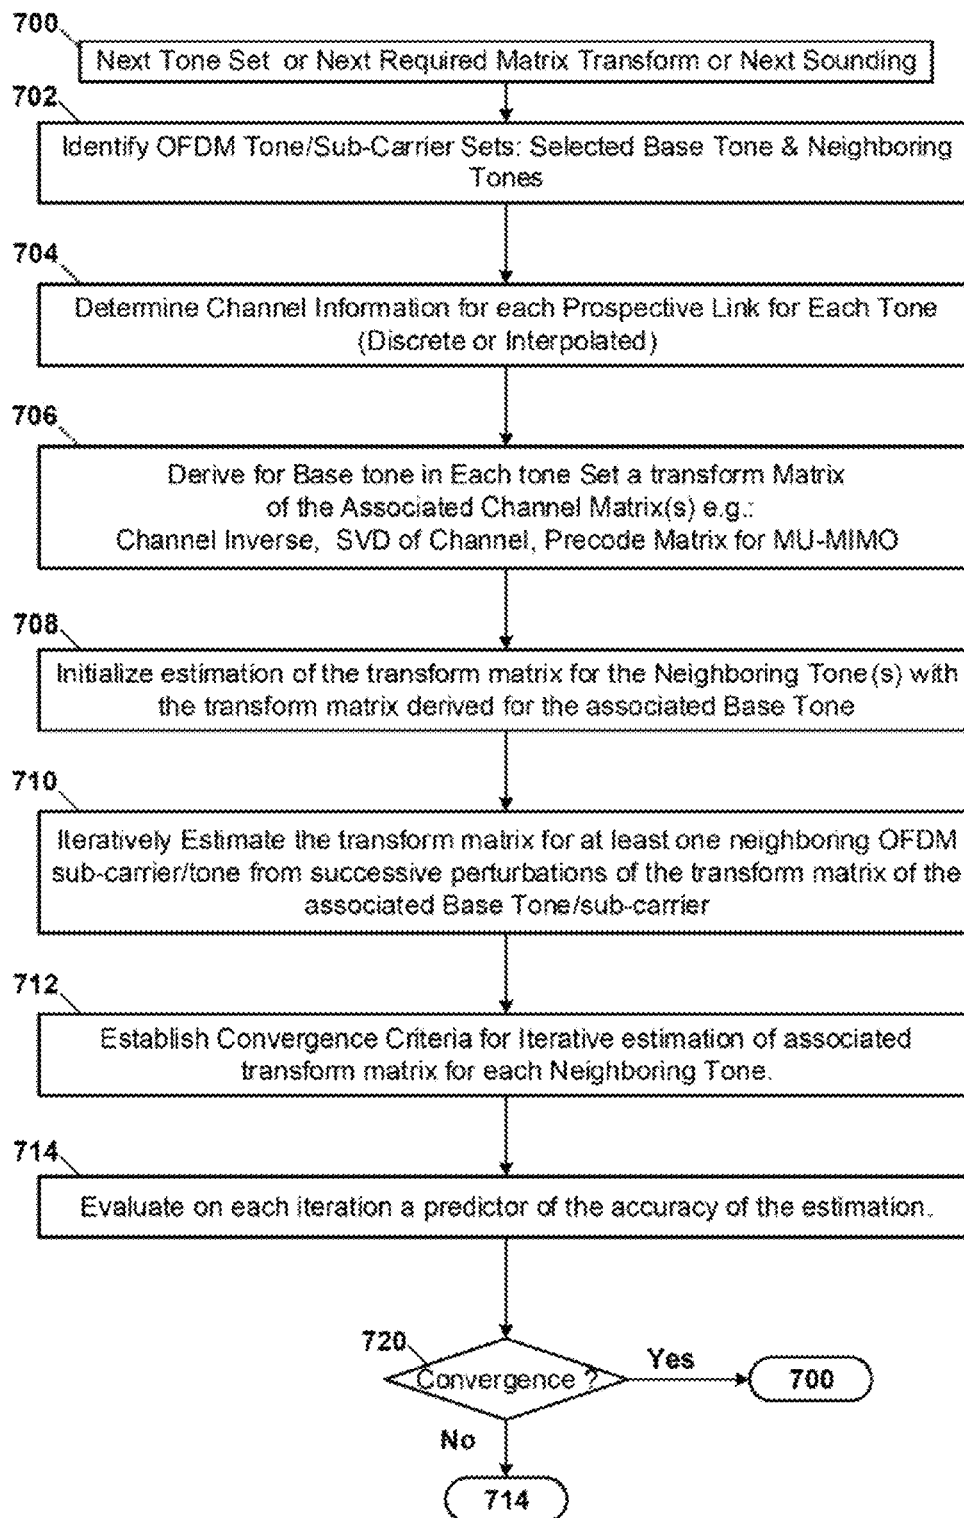 700
Next Tone Set or Next Required Matrix Transform or Next Sounding
702
Identify OFDM Tone/Sub-Carrier Sets: Selected Base Tone & Neighboring
Tones
704
Determine Channel Information for each Prospective Link for Each Tone
(Discrete or Interpolated)
706
Derive for Base tone in Each tone Set a transform Matrix
of the Associated Channel Matrix(s) e.g.:
Channel Inverse, SVD of Channel, Precode Matrix for MU-MIMO
708
Initialize estimation of the transform matrix for the Neighboring Tone(s) with
the transform matrix derived for the associated Base Tone
710
Iteratively Estimate the transform matrix for at least one neighboring OFDM
sub-carrier/tone from successive perturbations of the transform matrix of the
associated Base Tone/sub-carrier
712
Establish Convergence Criteria for Iterative estimation of associated
transform matrix for each Neighboring Tone.
714
Evaluate on each iteration a predictor of the accuracy of the estimation.
720
Convergence ?
Yes
700
No
714